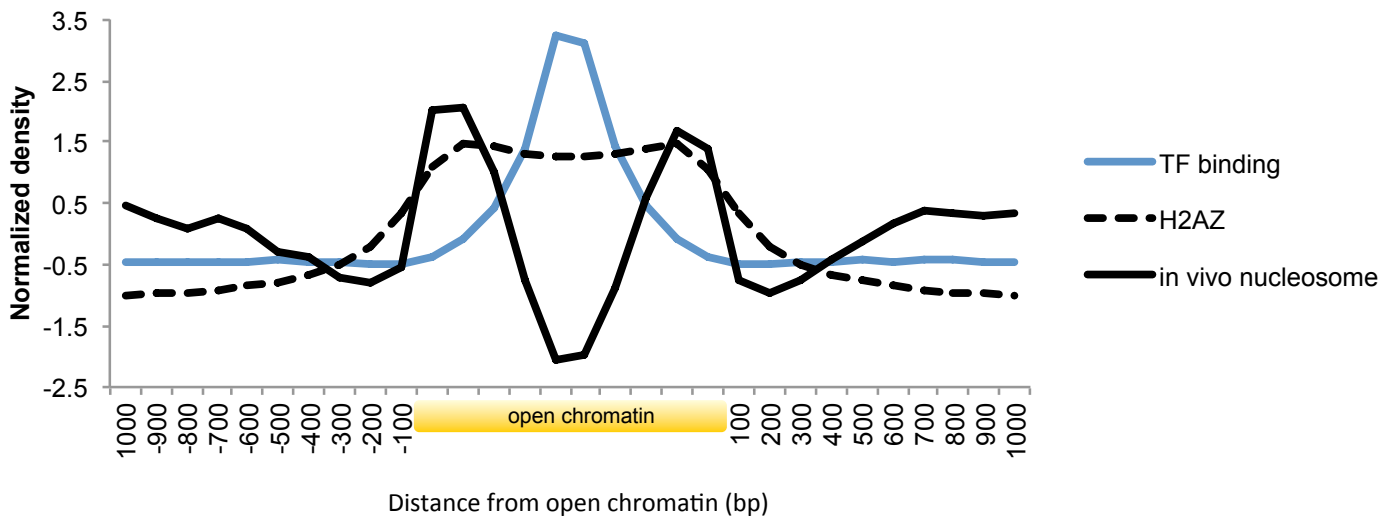 3.5
2.5
1.5
0.5
-0.5
-1.5
-2.5
Normalized density
TF binding
H2AZ
in vivo nucleosome
1000 -900 -800 -700 -600 -500 -400 -300 -200 -100 open chromatin 100 200 300 400 500 600 700 800 900 1000
Distance from open chromatin (bp)